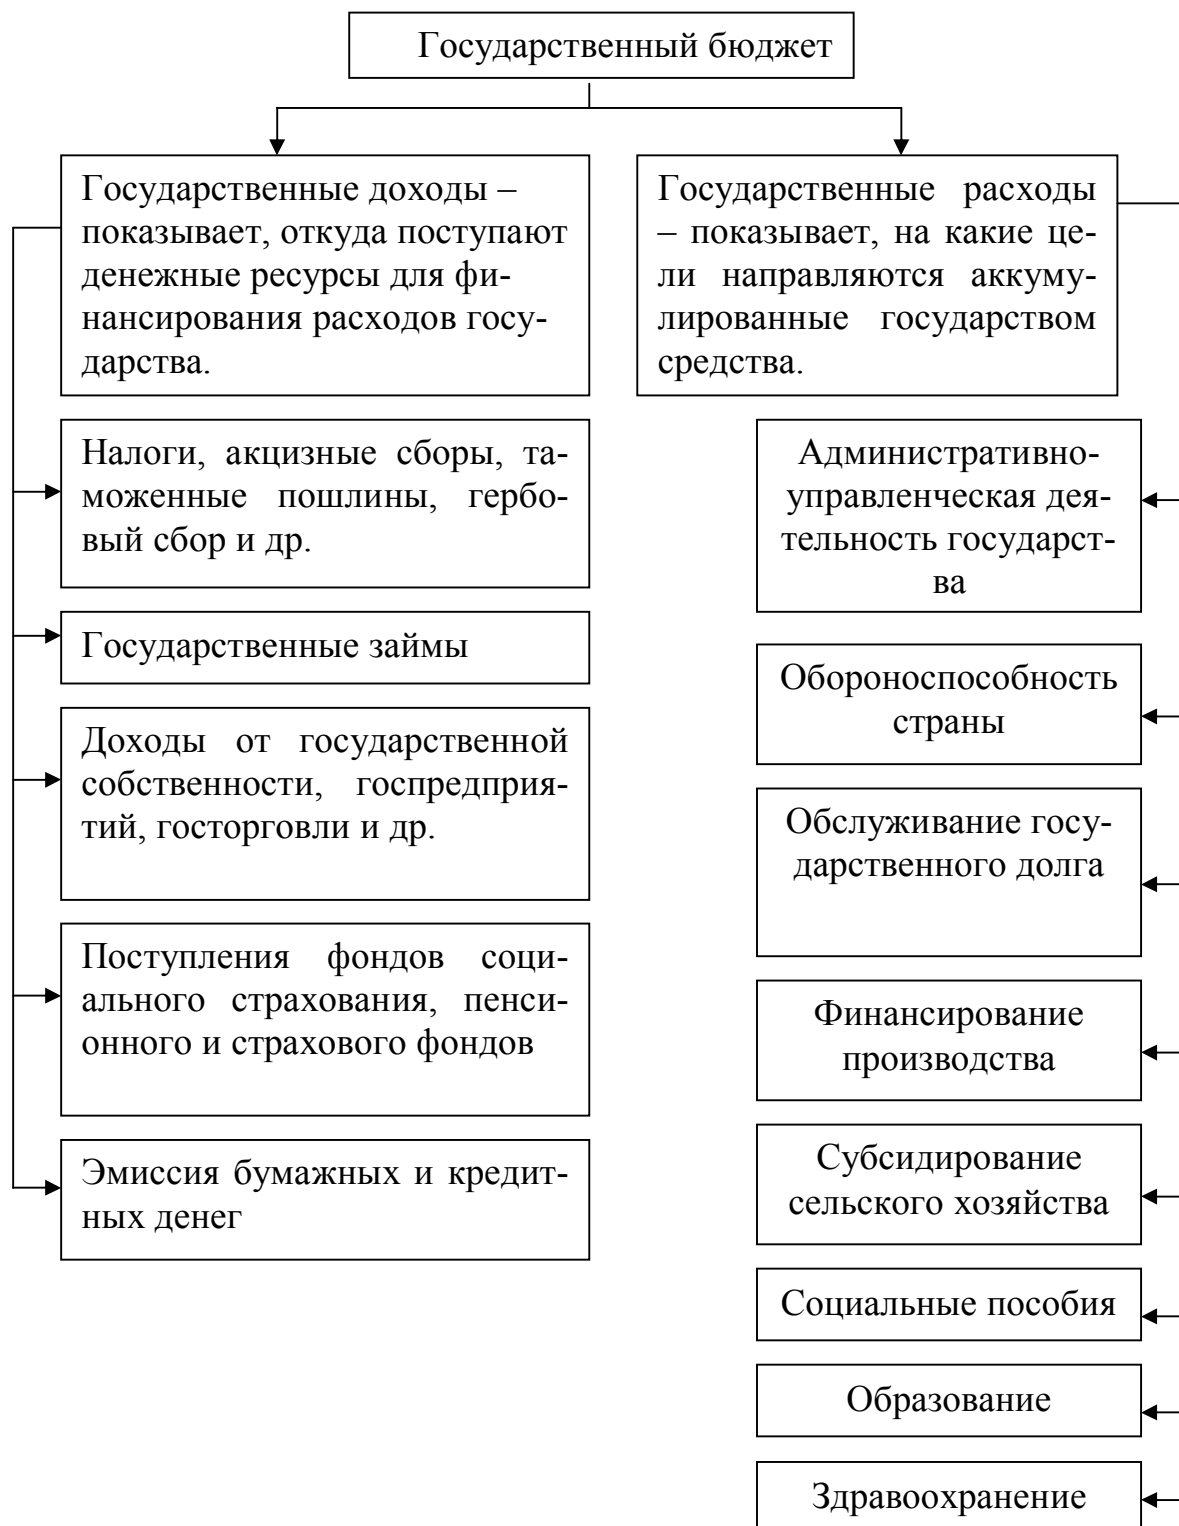 Государственный бюджет
Государственные доходы –
показывает, откуда поступают
денежные ресурсы для фи-
нансирования расходов госу-
дарства.
Государственные расходы
– показывает, на какие це-
ли направляются аккуму-
лированные государством
средства.
Налоги, акцизные сборы, та-
моженные пошлины, гербо-
вый сбор и др.
Государственные займы
Доходы от государственной
собственности, госпредприя-
тий, госторговли и др.
Поступления фондов соци-
ального страхования, пенси-
онного и страхового фондов
Эмиссия бумажных и кредит-
ных денег
Административно-
управленческая дея-
тельность государст-
ва
Обороноспособность
страны
Обслуживание госу-
дарственного долга
Финансирование
производства
Субсидирование
сельского хозяйства
Социальные пособия
Образование
Здравоохранение